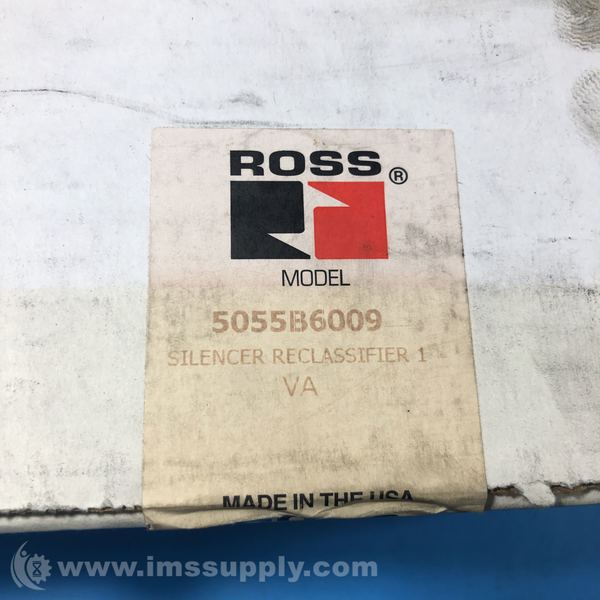 ROSS®
MODEL
5055B6009
SILENCER RECLASSIFIER 1
VA
MADE IN THE USA
www.imssupply.com